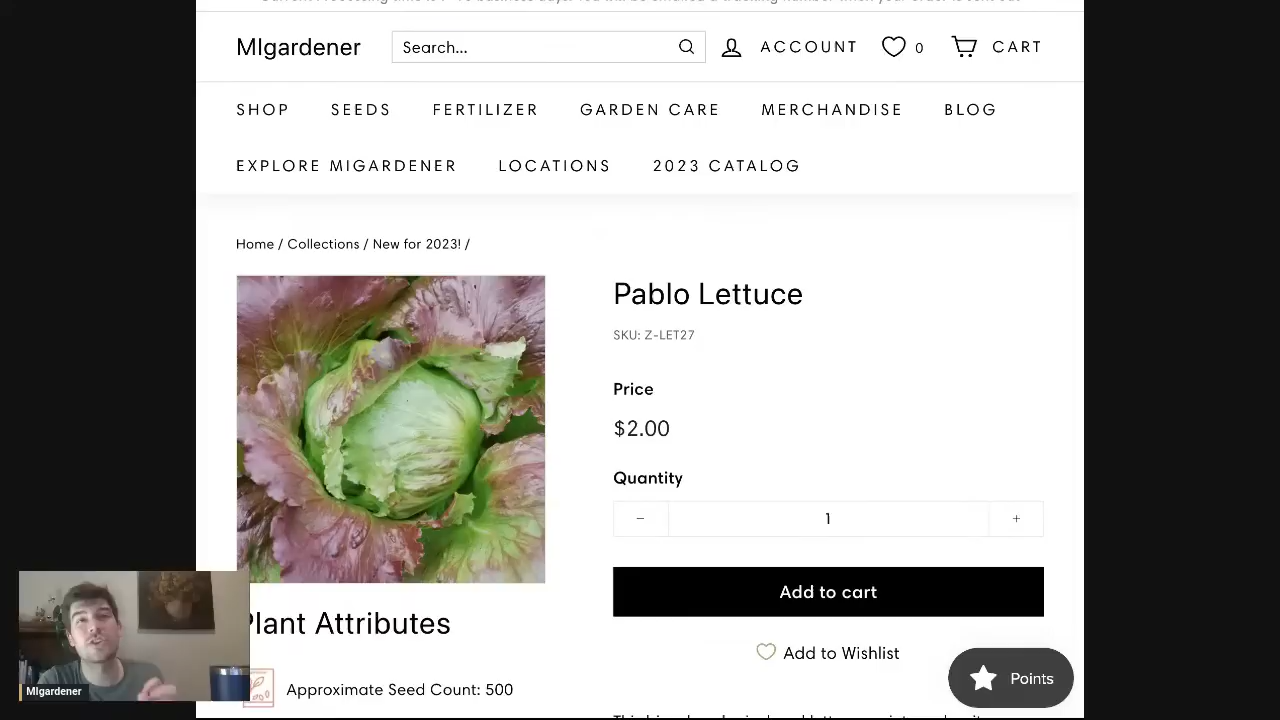 MIgardener
Search...
ACCOUNT
0
CART
SHOP
SEEDS
FERTILIZER
GARDEN CARE
MERCHANDISE
BLOG
EXPLORE MIGARDENER
LOCATIONS
2023 CATALOG
Home / Collections / New for 2023! /
Pablo Lettuce
SKU: Z-LET27
Price
$2.00
Quantity
− 1 +
Add to cart
Add to Wishlist
Plant Attributes
Approximate Seed Count: 500
Points
MIgardener